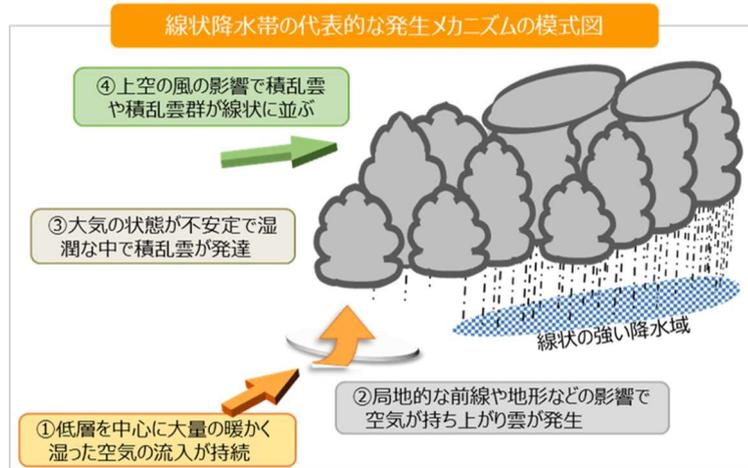 線状降水帯の代表的な発生メカニズムの模式図
④上空の風の影響で積乱雲
や積乱雲群が線状に並ぶ
③大気の状態が不安定で湿
潤な中で積乱雲が発達
線状の強い降水域
②局地的な前線や地形などの影響で
空気が持ち上がり雲が発生
①低層を中心に大量の暖かく
湿った空気の流入が持続